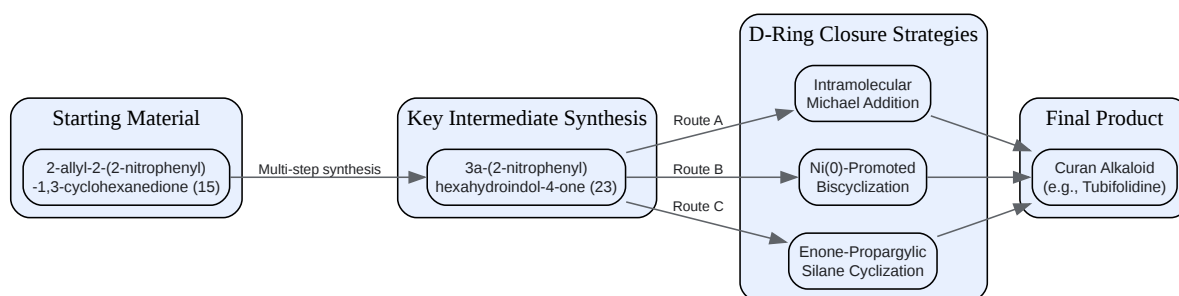 D-Ring Closure Strategies
Starting Material
2-allyl-2-(2-nitrophenyl)
-1,3-cyclohexanedione (15)
Multi-step synthesis
Key Intermediate Synthesis
3a-(2-nitrophenyl)
hexahydroindol-4-one (23)
Route A
Route B
Route C
Intramolecular
Michael Addition
Ni(0)-Promoted
Biscyclization
Enone-Propargylic
Silane Cyclization
Final Product
Curan Alkaloid
(e.g., Tubifolidine)